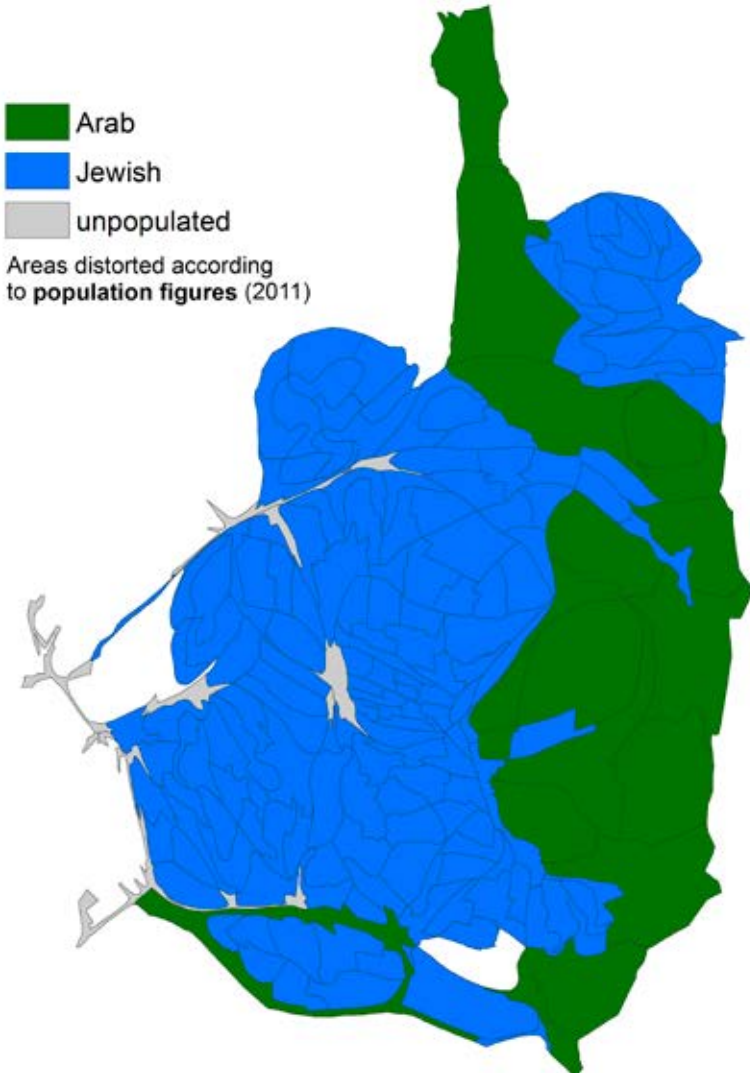 Arab
Jewish
unpopulated
Areas distorted according
to population figures (2011)